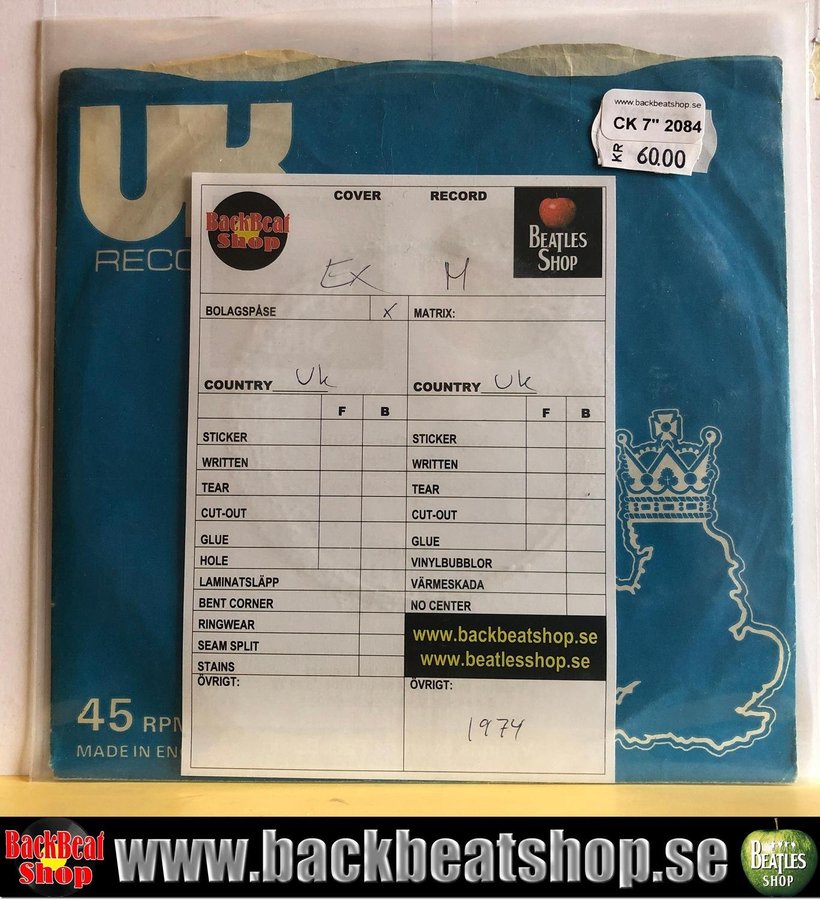 UK
RECO
www.backbeatshop.se
CK 7" 2084
KR 60.00
BackBeat
Shop
COVER RECORD
BEATLES
SHOP
EX M
BOLAGSPÅSE X MATRIX:
COUNTRY Uk COUNTRY Uk
F B F B
STICKER STICKER
WRITTEN WRITTEN
TEAR TEAR
CUT-OUT CUT-OUT
GLUE GLUE
HOLE VINYLBUBBLOR
LAMINATSLÄPP VÄRMESKADA
BENT CORNER NO CENTER
RINGWEAR
SEAM SPLIT
STAINS
www.backbeatshop.se
www.beatlesshop.se
ÖVRIGT: ÖVRIGT:
1974
45 RPM
MADE IN EN
BackBeat
Shop
www.backbeatshop.se
BEATLES
SHOP